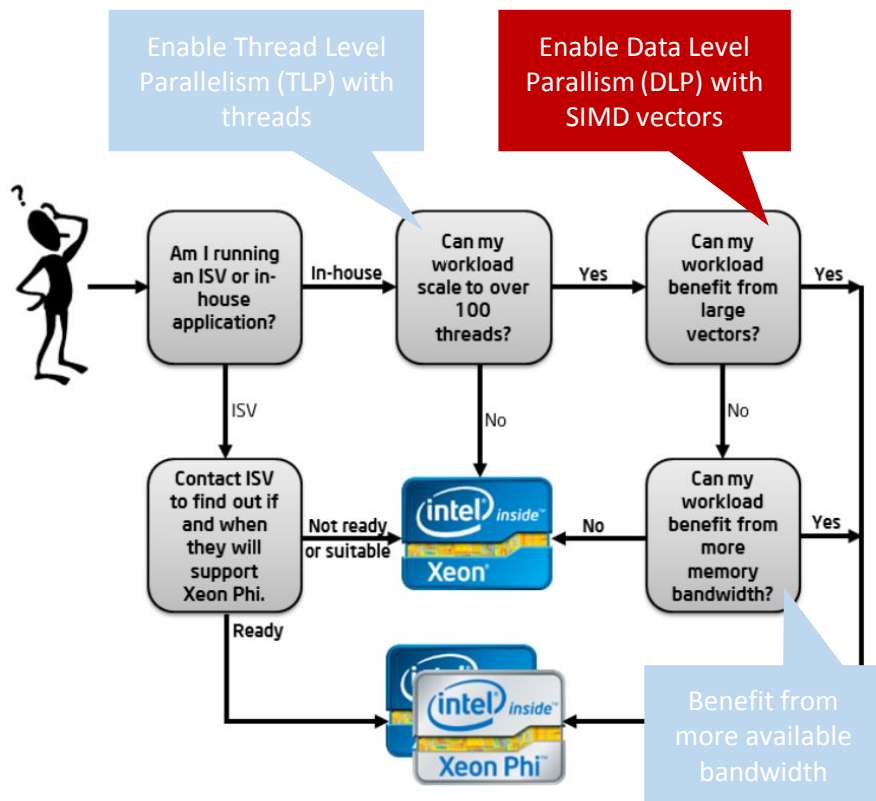 Enable Thread Level
Parallelism (TLP) with
threads
Enable Data Level
Parallism (DLP) with
SIMD vectors
?
Am I running
an ISV or in-
house
application?
In-house
Can my
workload
scale to over
100
threads?
Yes
Can my
workload
benefit from
large
vectors?
Yes
ISV
No
No
Contact ISV
to find out if
and when
they will
support
Xeon Phi.
Not ready
or suitable
intel inside™
Xeon®
No
Can my
workload
benefit from
more
memory
bandwidth?
Yes
Ready
intel inside™
Xeon Phi™
Benefit from
more available
bandwidth